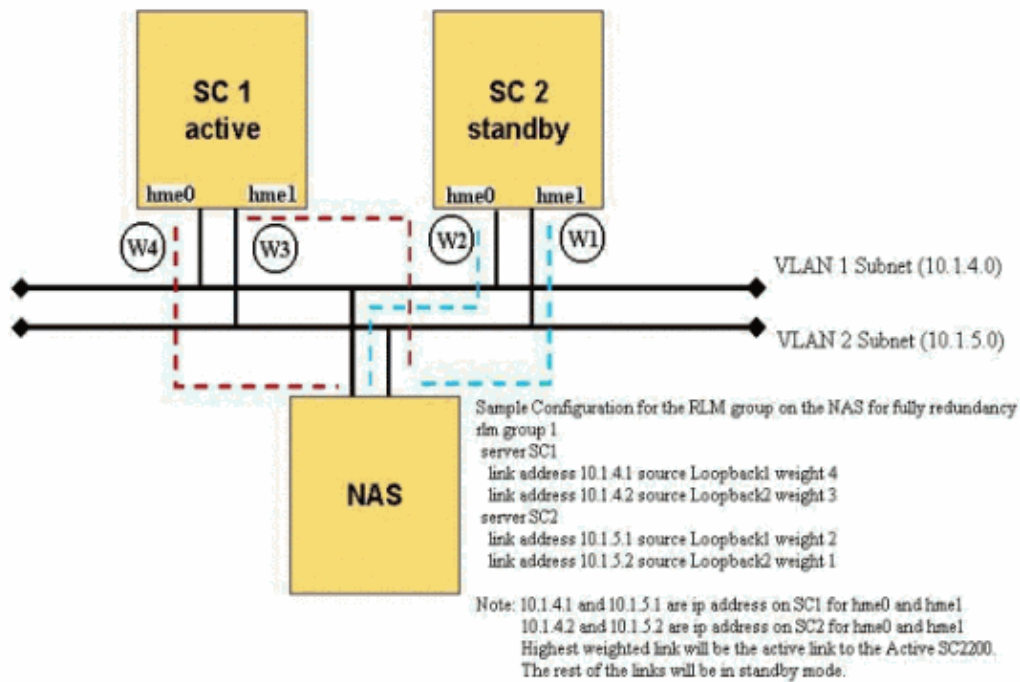 SC 1
active
SC 2
standby
hme0
hme1
hme0
hme1
W4
W3
W2
W1
VLAN 1 Subnet (10.1.4.0)
VLAN 2 Subnet (10.1.5.0)
NAS
Sample Configuration for the RLM group on the NAS for fully redundancy
rlm group 1
server SC1
link address 10.1.4.1 source Loopback1 weight 4
link address 10.1.4.2 source Loopback2 weight 3
server SC2
link address 10.1.5.1 source Loopback1 weight 2
link address 10.1.5.2 source Loopback2 weight 1
Note: 10.1.4.1 and 10.1.5.1 are ip address on SC1 for hme0 and hme1
10.1.4.2 and 10.1.5.2 are ip address on SC2 for hme0 and hme1
Highest weighted link will be the active link to the Active SC2200.
The rest of the links will be in standby mode.